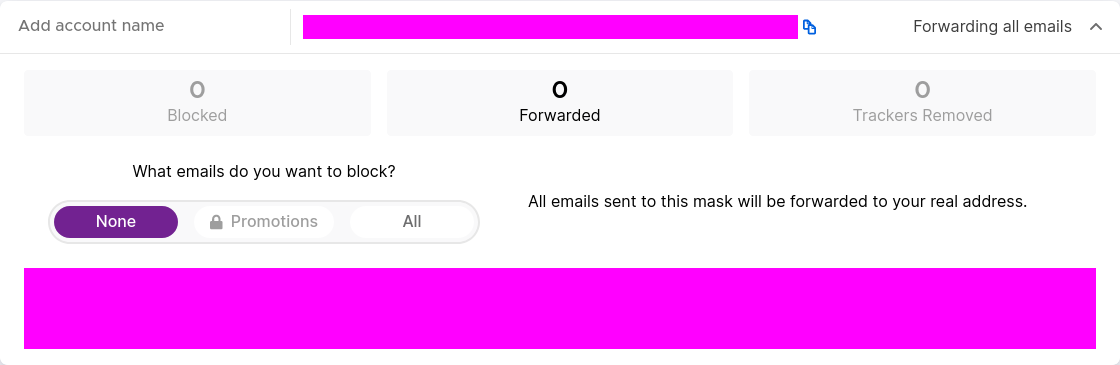 Add account name
Forwarding all emails
0
Blocked
0
Forwarded
0
Trackers Removed
What emails do you want to block?
All emails sent to this mask will be forwarded to your real address.
None
Promotions
All